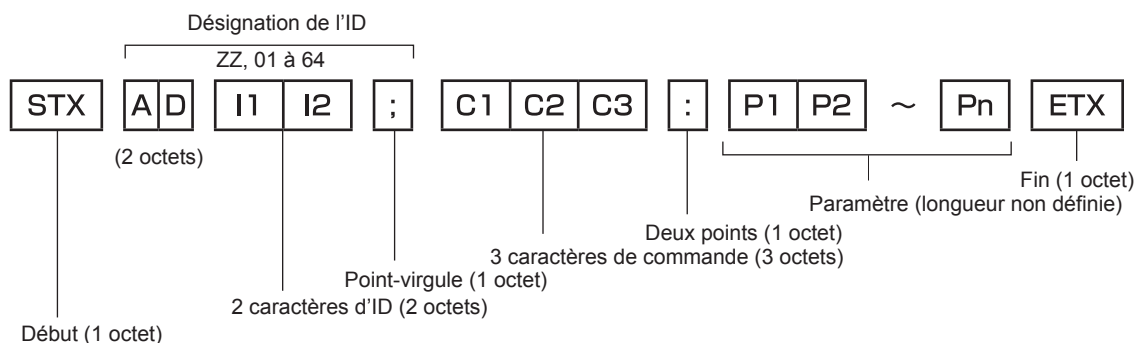 Désignation de l'ID
ZZ, 01 à 64
STX A D I1 I2 ; C1 C2 C3 : P1 P2 ～ Pn ETX
(2 octets)
Fin (1 octet)
Paramètre (longueur non définie)
Deux points (1 octet)
3 caractères de commande (3 octets)
Point-virgule (1 octet)
2 caractères d'ID (2 octets)
Début (1 octet)